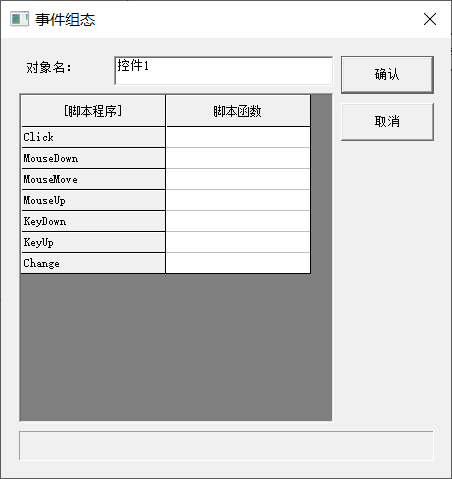 事件组态
对象名: 控件1 确认
取消
[脚本程序] 脚本函数
Click
MouseDown
MouseMove
MouseUp
KeyDown
KeyUp
Change